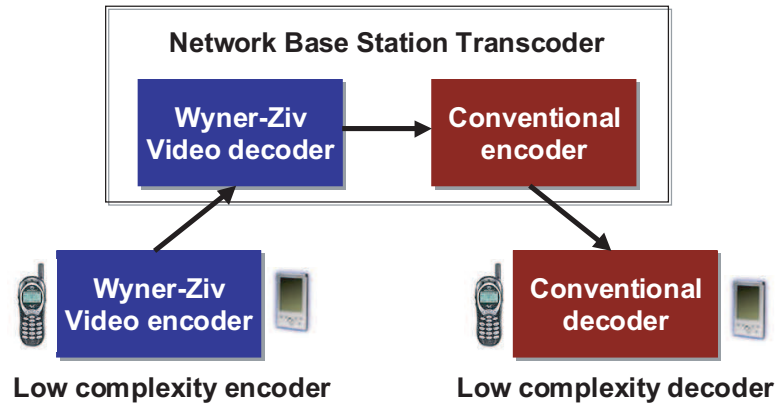 Network Base Station Transcoder
Wyner-Ziv
Video decoder
Conventional
encoder
Wyner-Ziv
Video encoder
Conventional
decoder
Low complexity encoder
Low complexity decoder